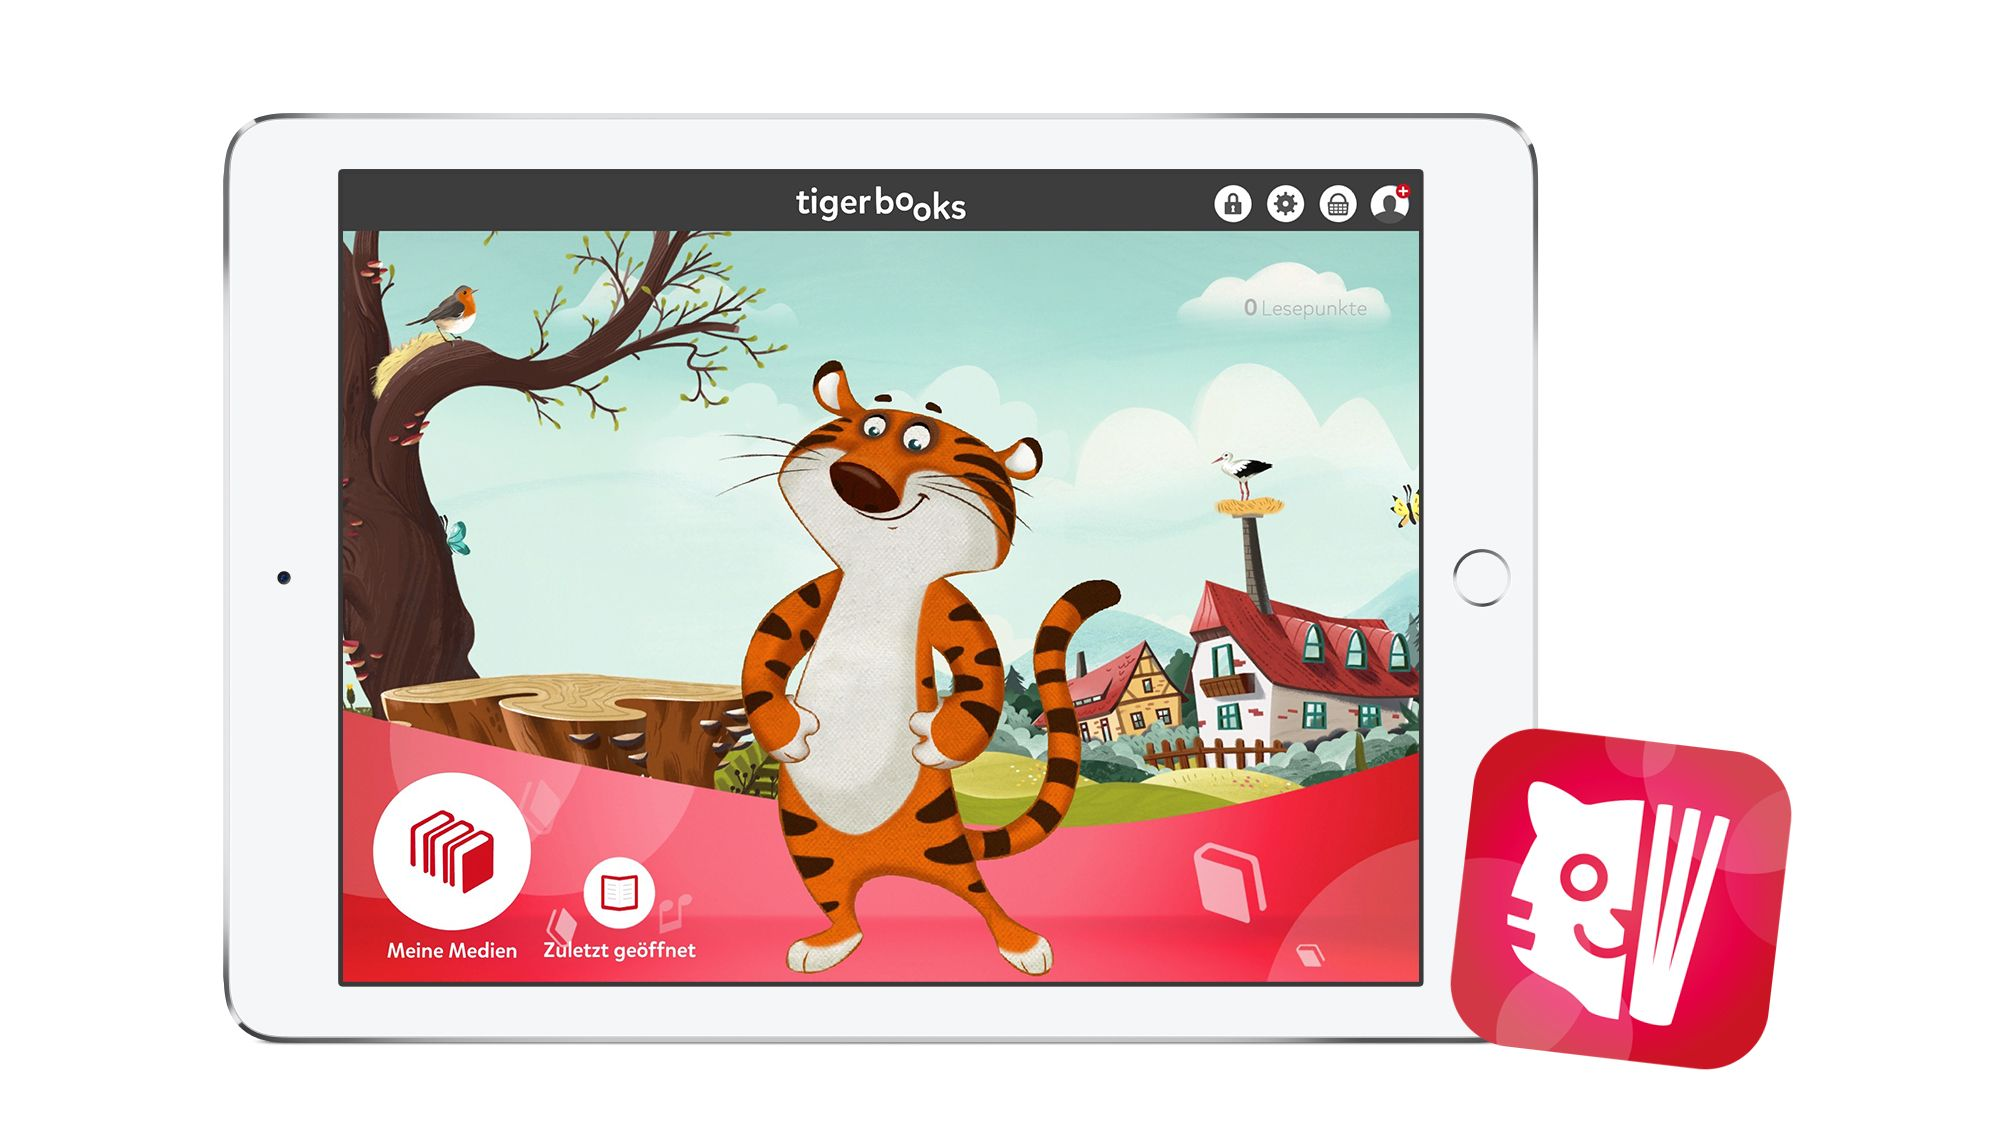 tigerbooks
0 Lesepunkte
Meine Medien
Zuletzt geöffnet